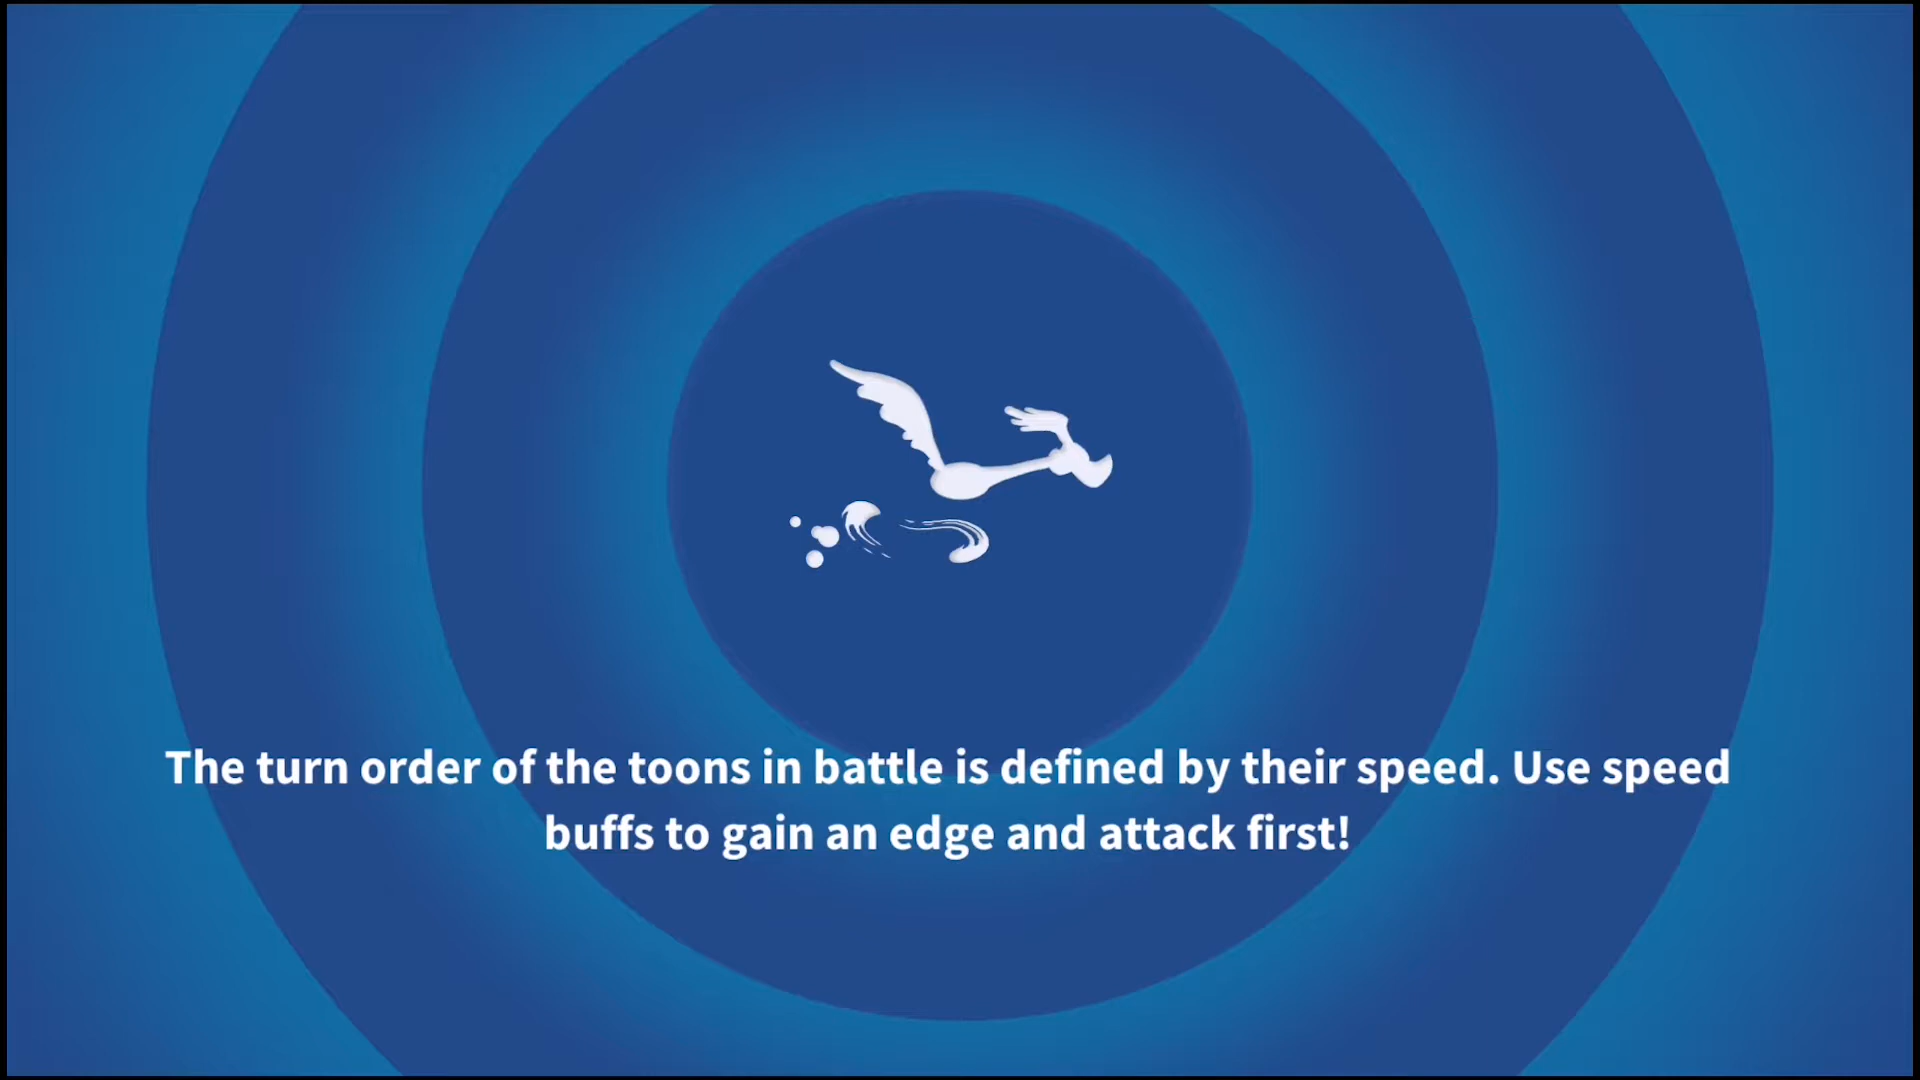 The turn order of the toons in battle is defined by their speed. Use speed
buffs to gain an edge and attack first!